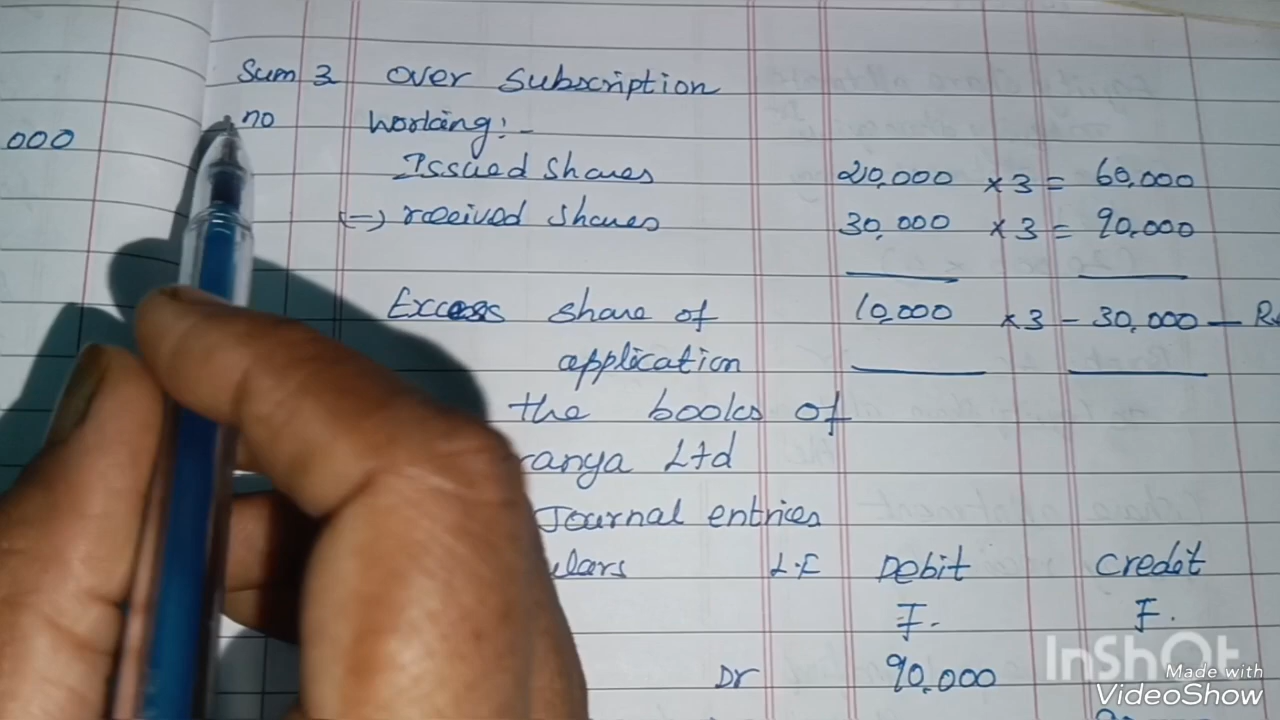 Sum 3 Over Subscription
no Working:-
000
Issued Shares 20,000 × 3 = 60,000
(-) received shares 30,000 × 3 = 90,000
Excess share of 10,000 × 3 - 30,000 —
application
the books of
ranya Ltd
Journal entries
ulars L.F Debit Credit
Dr 90,000
InShOt
Made with
VideoShow